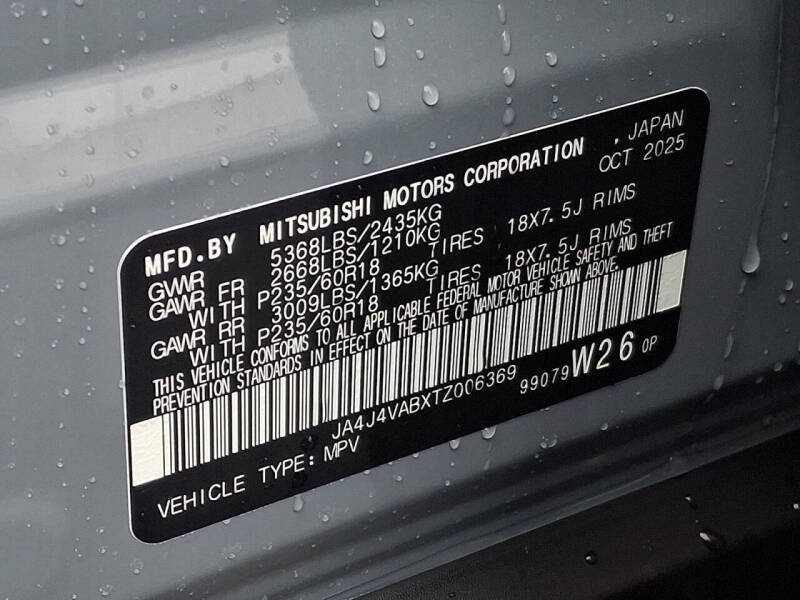 MFD.BY MITSUBISHI MOTORS CORPORATION , JAPAN
OCT 2025
GVWR 5368LBS/2435KG
GAWR FR 2668LBS/1210KG
WITH P235/60R18 TIRES 18X7.5J RIMS
GAWR RR 3009LBS/1365KG
WITH P235/60R18 TIRES 18X7.5J RIMS
THIS VEHICLE CONFORMS TO ALL APPLICABLE FEDERAL MOTOR VEHICLE SAFETY AND THEFT
PREVENTION STANDARDS IN EFFECT ON THE DATE OF MANUFACTURE SHOWN ABOVE.
JA4J4VABXTZ006369 99079 W26 OP
VEHICLE TYPE: MPV